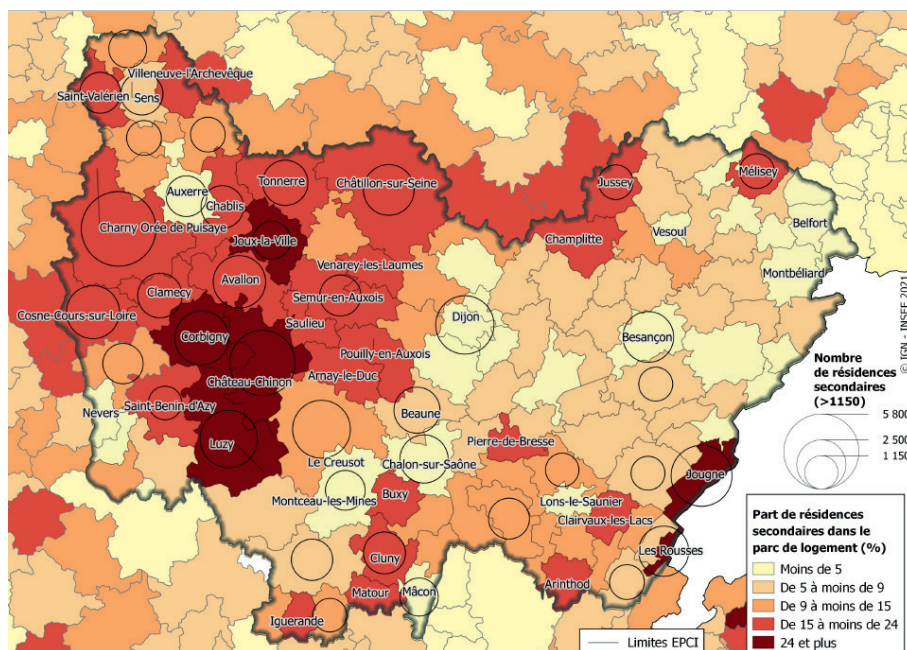 Villeneuve-l'Archevêque
Saint-Valérien
Sens
Auxerre
Chablis
Tonnerre
Châtillon-sur-Seine
Jussey
Mélisey
Charny Orée de Puisaye
Joux-la-Ville
Champlitte
Vesoul
Belfort
Montbéliard
Avallon
Venarey-les-Laumes
Clamecy
Semur-en-Auxois
Cosne-Cours-sur-Loire
Saulieu
Dijon
Besançon
Corbigny
Pouilly-en-Auxois
Château-Chinon
Arnay-le-Duc
Saint-Benin-d'Azy
Nevers
Beaune
Luzy
Le Creusot
Pierre-de-Bresse
Chalon-sur-Saône
Jougne
Montceau-les-Mines
Buxy
Lons-le-Saunier
Clairvaux-les-Lacs
Cluny
Les Rousses
Matour
Mâcon
Arinthod
Iguerande
© IGN - INSEE 2021
Nombre
de résidences
secondaires
(>1150)
5 800
2 500
1 150
Part de résidences
secondaires dans le
parc de logement (%)
Moins de 5
De 5 à moins de 9
De 9 à moins de 15
De 15 à moins de 24
24 et plus
Limites EPCI